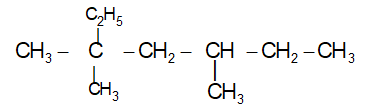 C₂H₅
CH₃ – C – CH₂ – CH – CH₂ – CH₃
CH₃ CH₃